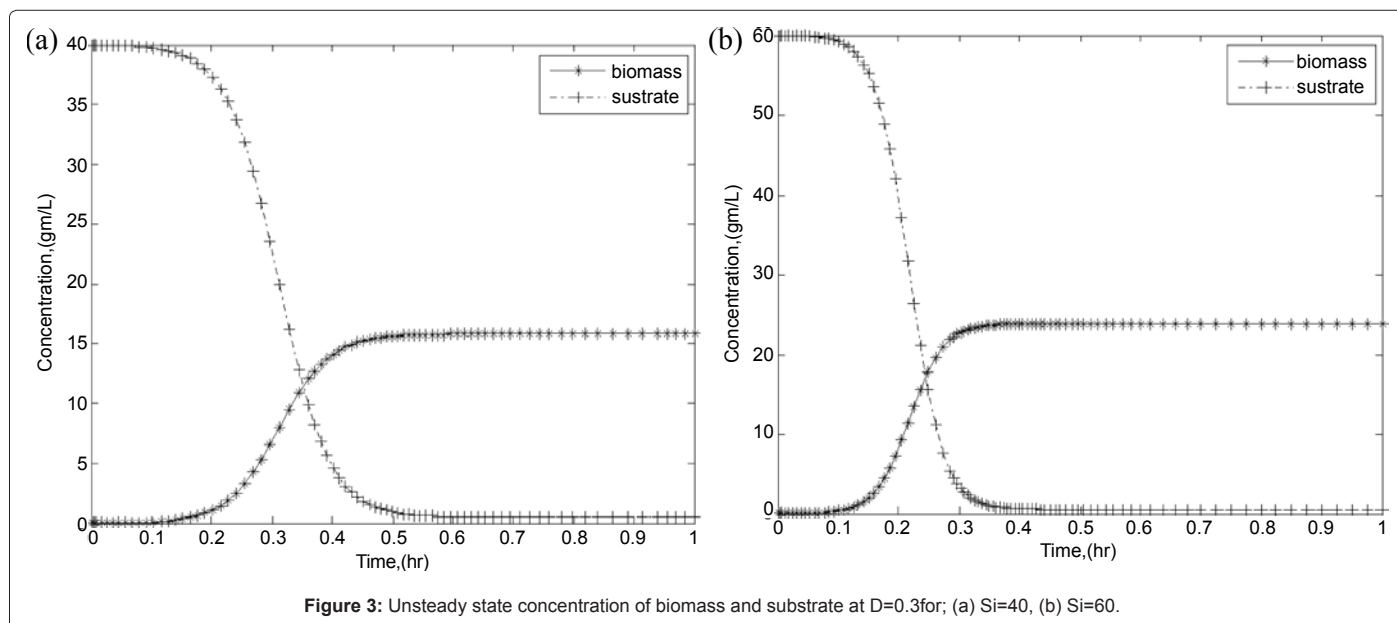 (a)
40
35
30
25
20
15
10
5
0
Concentration,(gm/L)
0 0.1 0.2 0.3 0.4 0.5 0.6 0.7 0.8 0.9 1
Time,(hr)
biomass
sustrate
(b)
60
50
40
30
20
10
0
Concentration,(gm/L)
0 0.1 0.2 0.3 0.4 0.5 0.6 0.7 0.8 0.9 1
Time,(hr)
biomass
sustrate
Figure 3: Unsteady state concentration of biomass and substrate at D=0.3for; (a) Si=40, (b) Si=60.